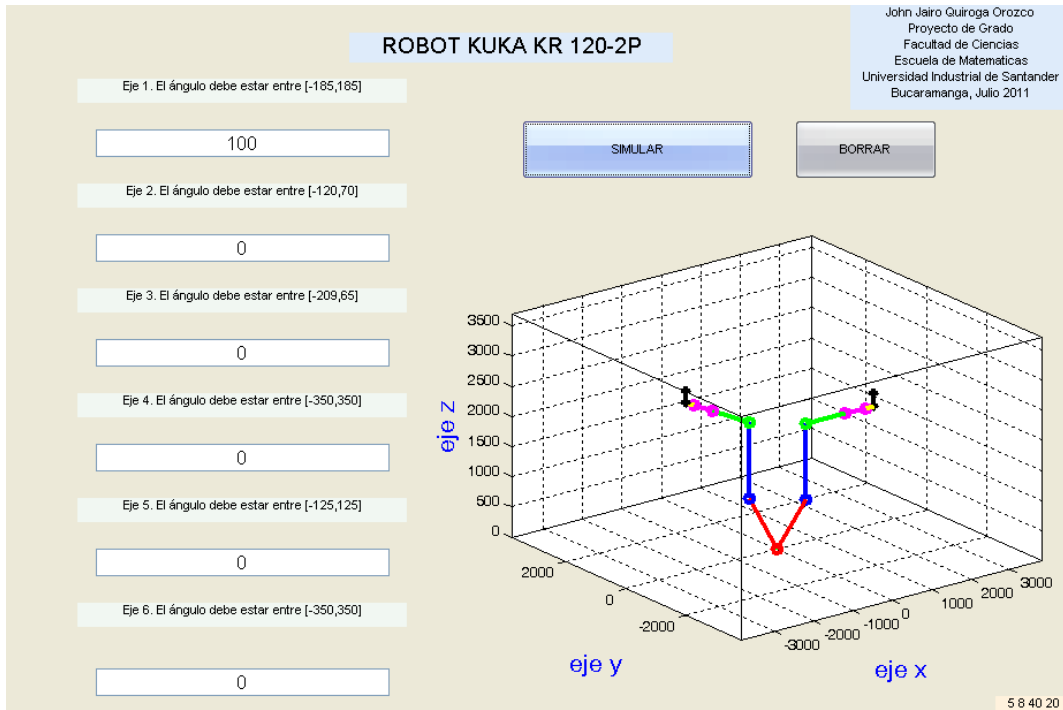 John Jairo Quiroga Orozco
Proyecto de Grado
Facultad de Ciencias
Escuela de Matematicas
Universidad Industrial de Santander
Bucaramanga, Julio 2011
ROBOT KUKA KR 120-2P
Eje 1. El ángulo debe estar entre [-185,185]
100
SIMULAR
BORRAR
Eje 2. El ángulo debe estar entre [-120,70]
0
Eje 3. El ángulo debe estar entre [-209,65]
0
Eje 4. El ángulo debe estar entre [-350,350]
0
Eje 5. El ángulo debe estar entre [-125,125]
0
Eje 6. El ángulo debe estar entre [-350,350]
0
3500
3000
2500
2000
1500
1000
500
0
eje z
2000
0
-2000
eje y
-3000
-2000
-1000
0
1000
2000
3000
eje x
5 8 40 20